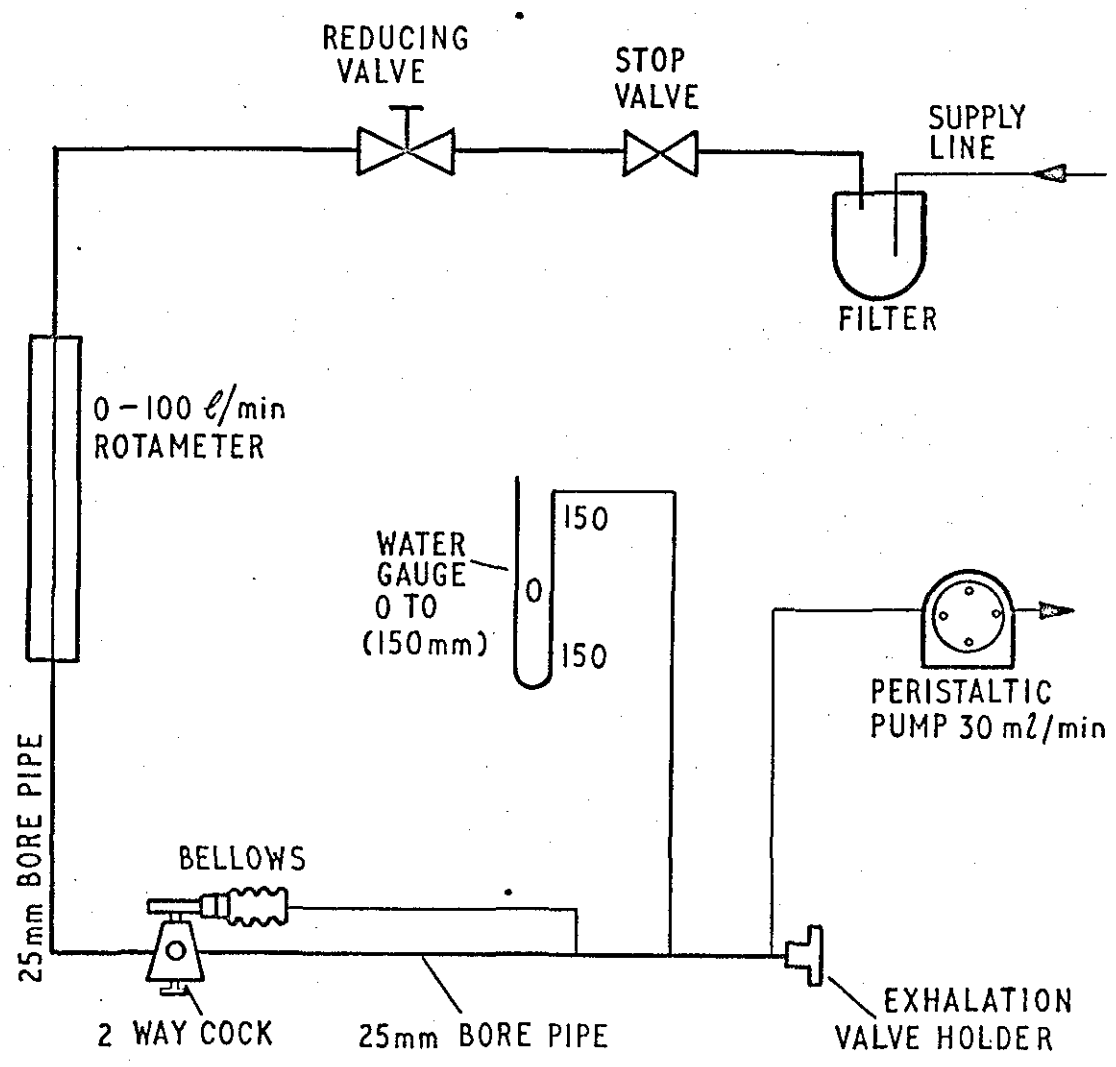 REDUCING
VALVE
STOP
VALVE
SUPPLY
LINE
FILTER
0-100 ℓ/min
ROTAMETER
150
WATER
GAUGE
0 TO
(150mm)
0
150
PERISTALTIC
PUMP 30 ml/min
25mm BORE PIPE
BELLOWS
2 WAY COCK
25mm BORE PIPE
EXHALATION
VALVE HOLDER